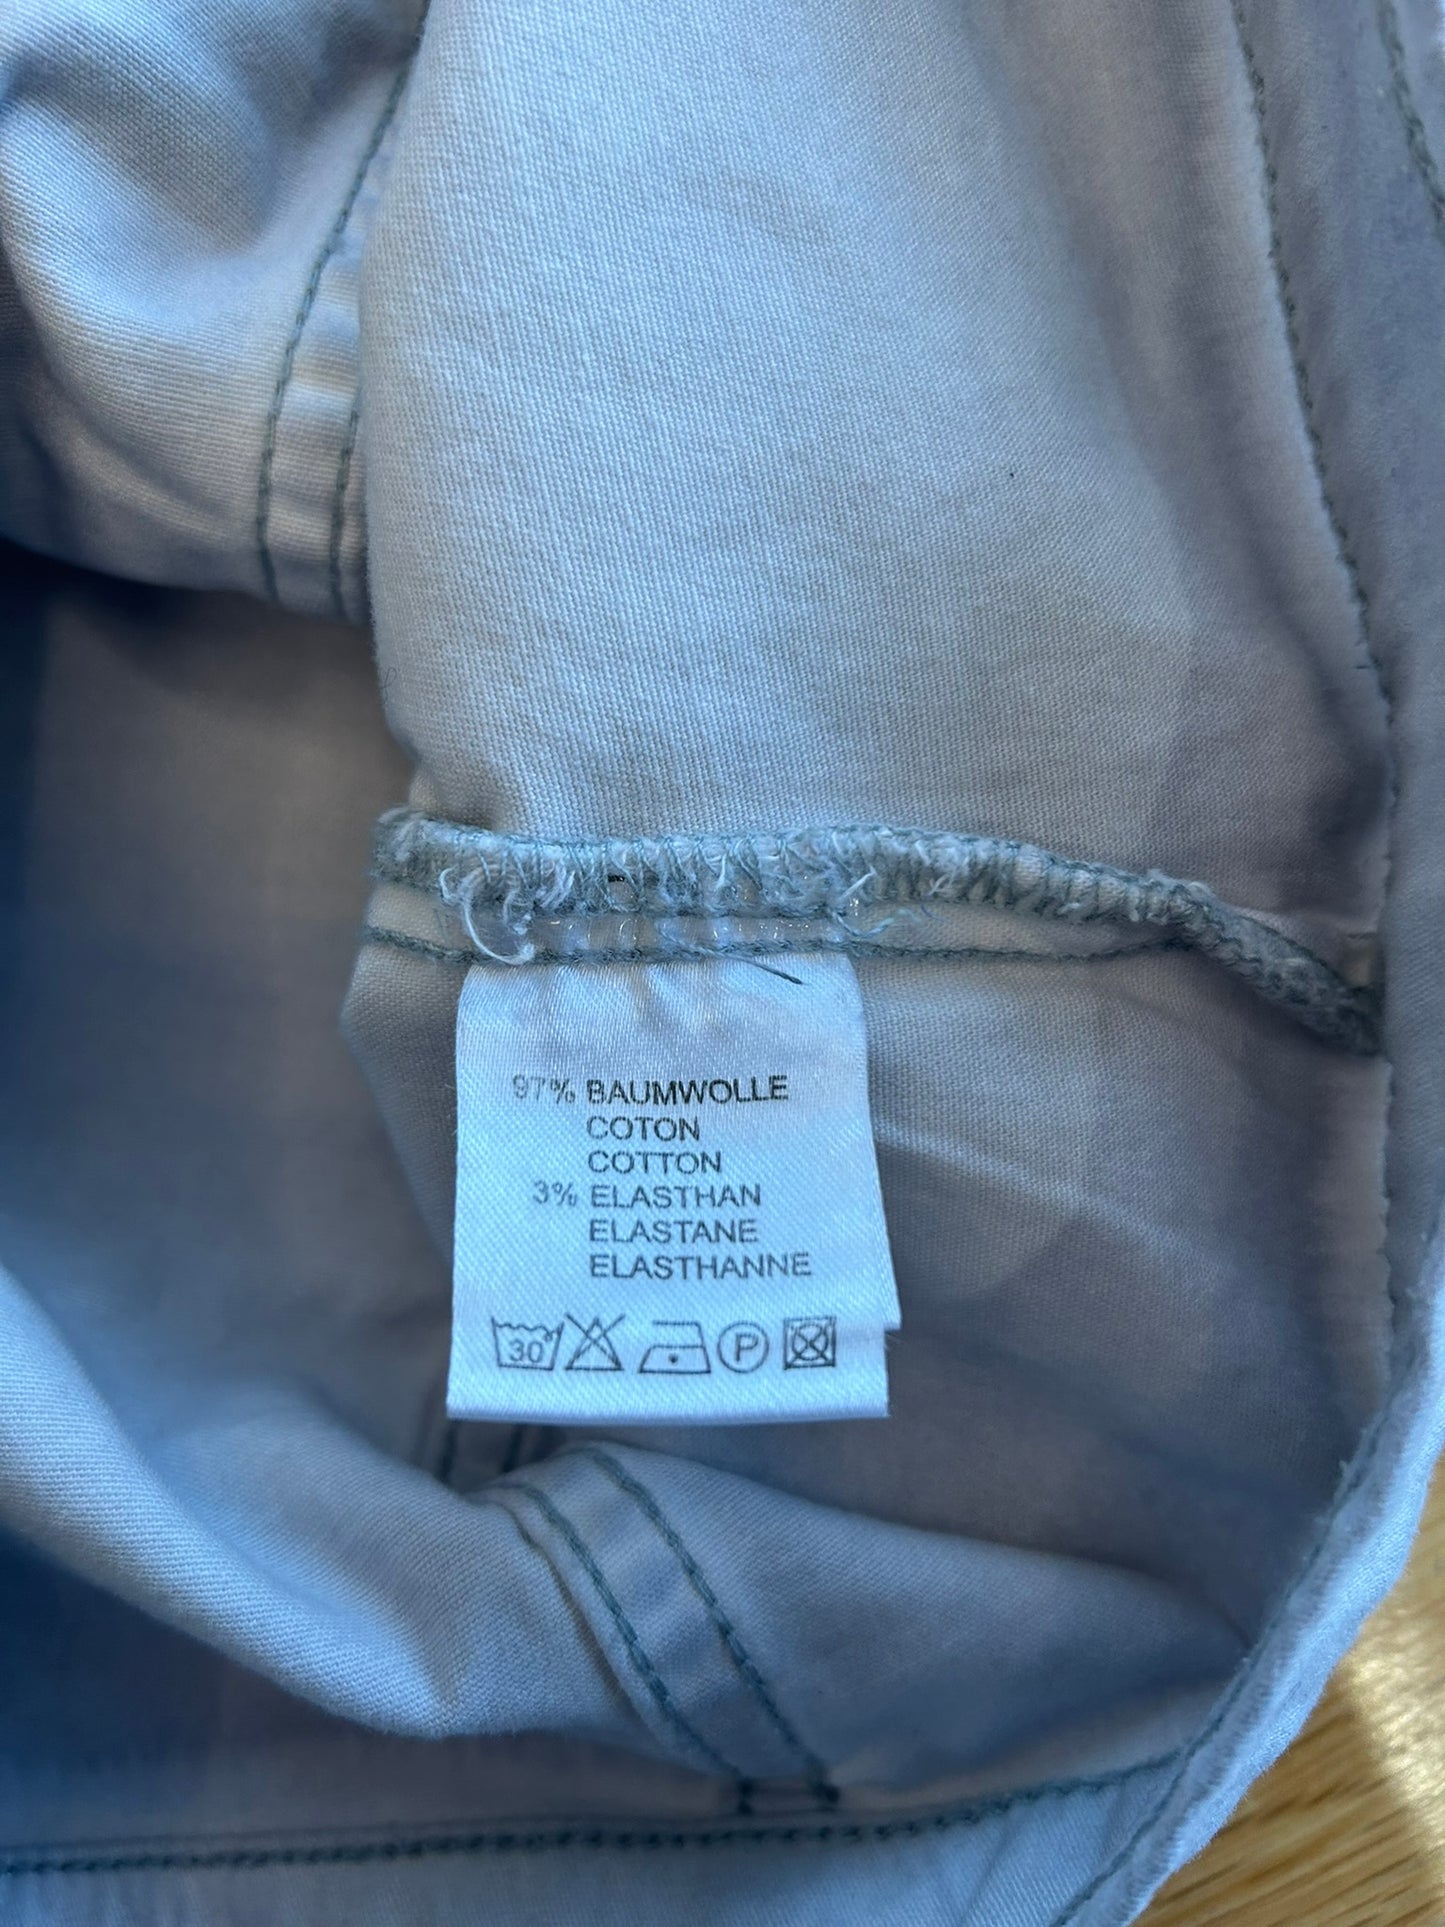 97% BAUMWOLLE
COTON
COTTON
3% ELASTHAN
ELASTANE
ELASTHANNE
30 P